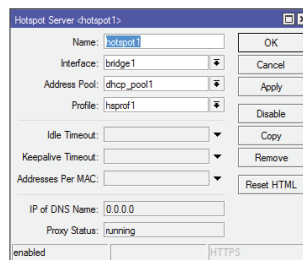 Hotspot Server <hotspot1>
Name: hotspot1
OK
Interface: bridge1
Cancel
Address Pool: dhcp_pool1
Apply
Profile: hsprof1
Disable
Idle Timeout:
Copy
Keepalive Timeout:
Remove
Addresses Per MAC:
Reset HTML
IP of DNS Name: 0.0.0.0
Proxy Status: running
enabled
HTTPS